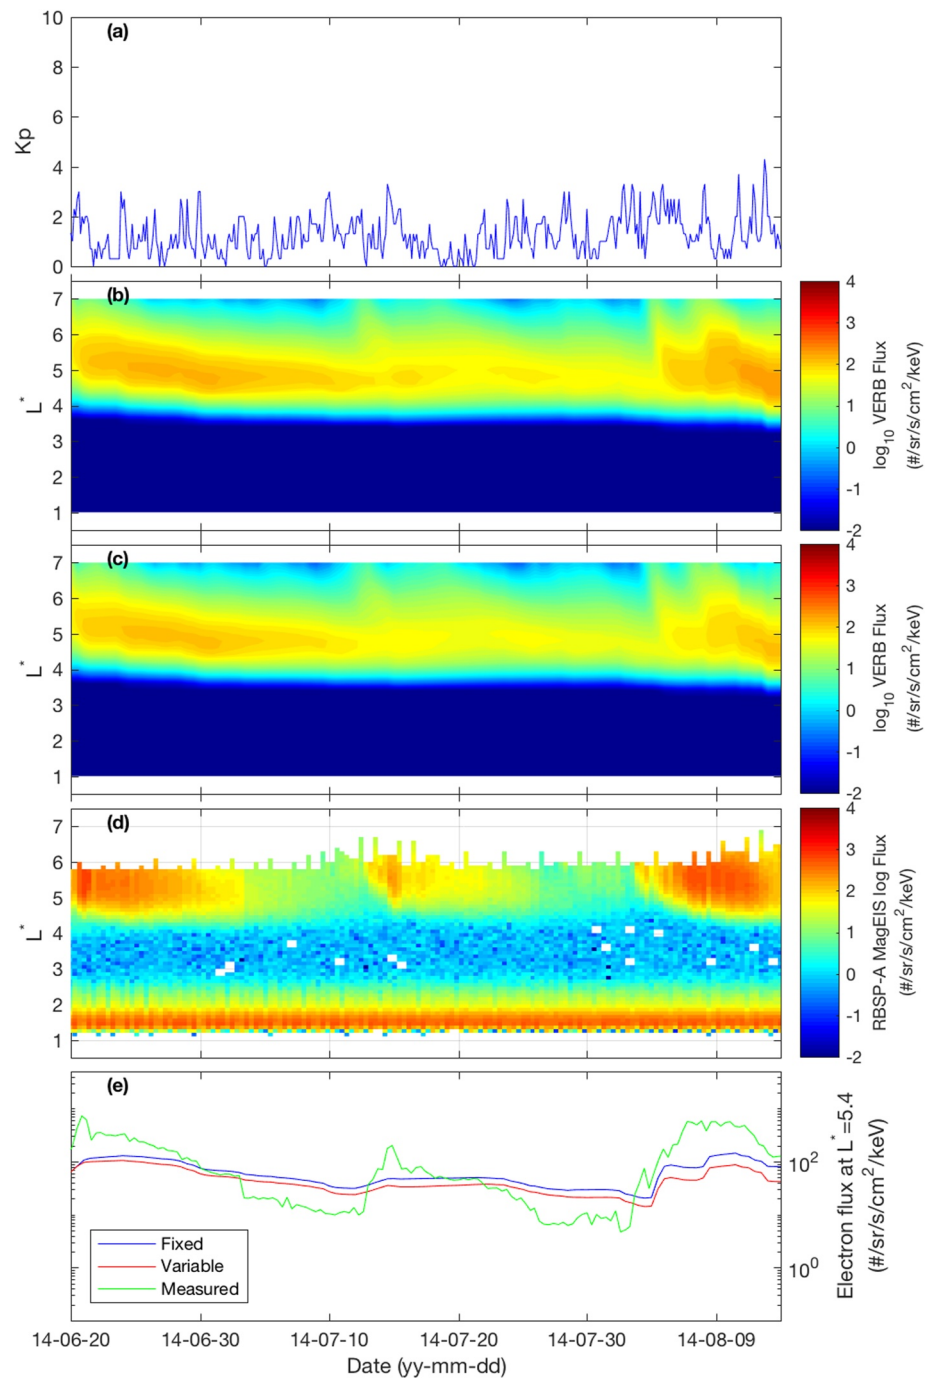 (a)
10
8
6
4
2
0
Kp
(b)
7
6
5
4
3
2
1
L*
4
3
2
1
0
-1
-2
log10 VERB Flux
(#/sr/s/cm2/keV)
(c)
7
6
5
4
3
2
1
L*
4
3
2
1
0
-1
-2
log10 VERB Flux
(#/sr/s/cm2/keV)
(d)
7
6
5
4
3
2
1
L*
4
3
2
1
0
-1
-2
RBSP-A MagEIS log Flux
(#/sr/s/cm2/keV)
(e)
10^2
10^0
Electron flux at L*=5.4
(#/sr/s/cm2/keV)
Fixed
Variable
Measured
14-06-20 14-06-30 14-07-10 14-07-20 14-07-30 14-08-09
Date (yy-mm-dd)